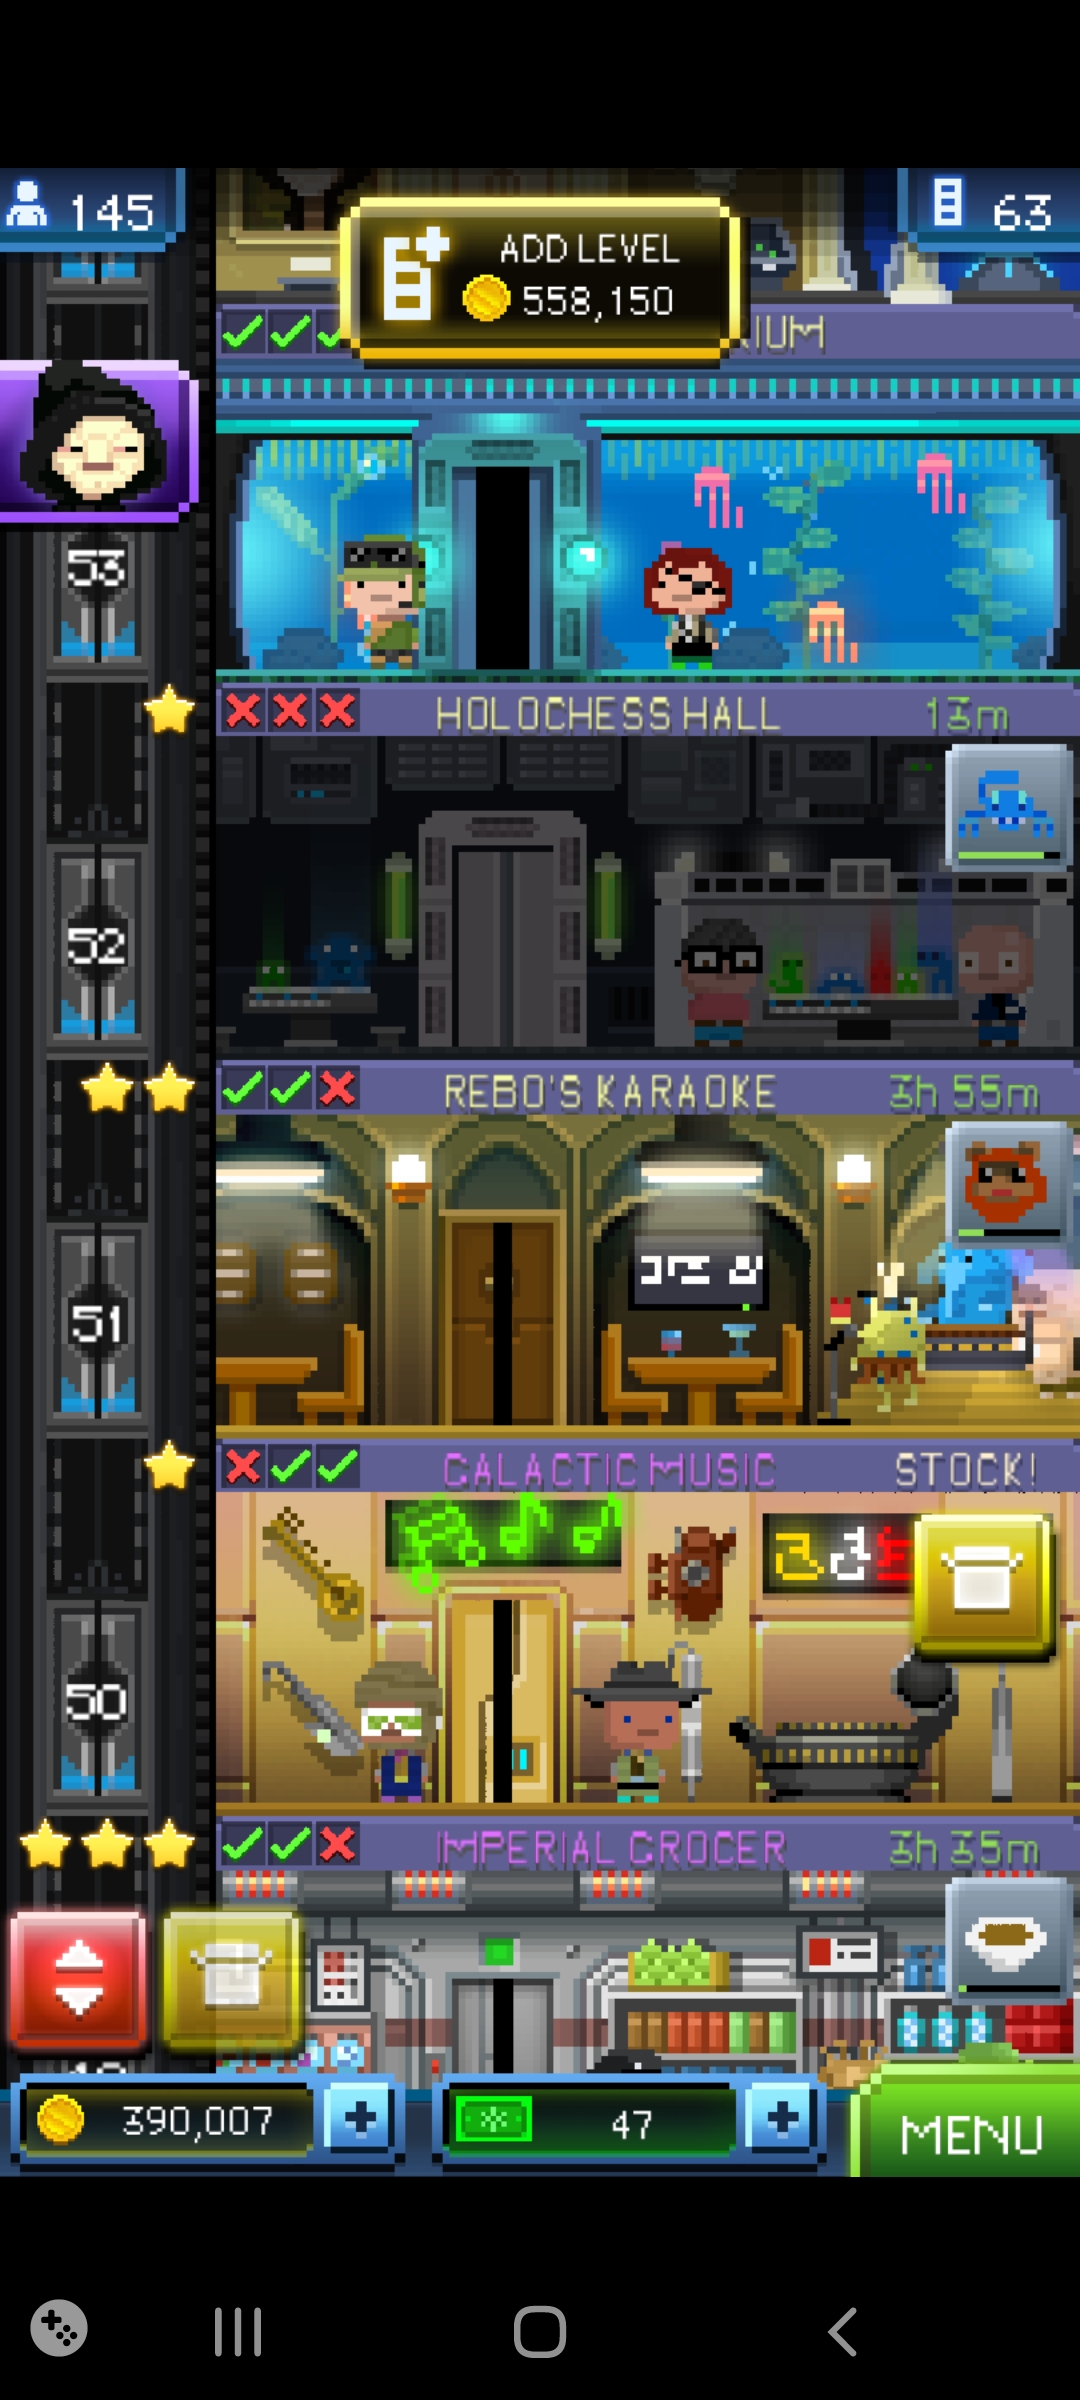 145
ADD LEVEL
558,150
63
RIUM
53
HOLOCHESS HALL 13m
52
REBO'S KARAOKE 3h 55m
51
GALACTIC MUSIC STOCK!
50
IMPERIAL GROCER 3h 35m
390,007
47
MENU